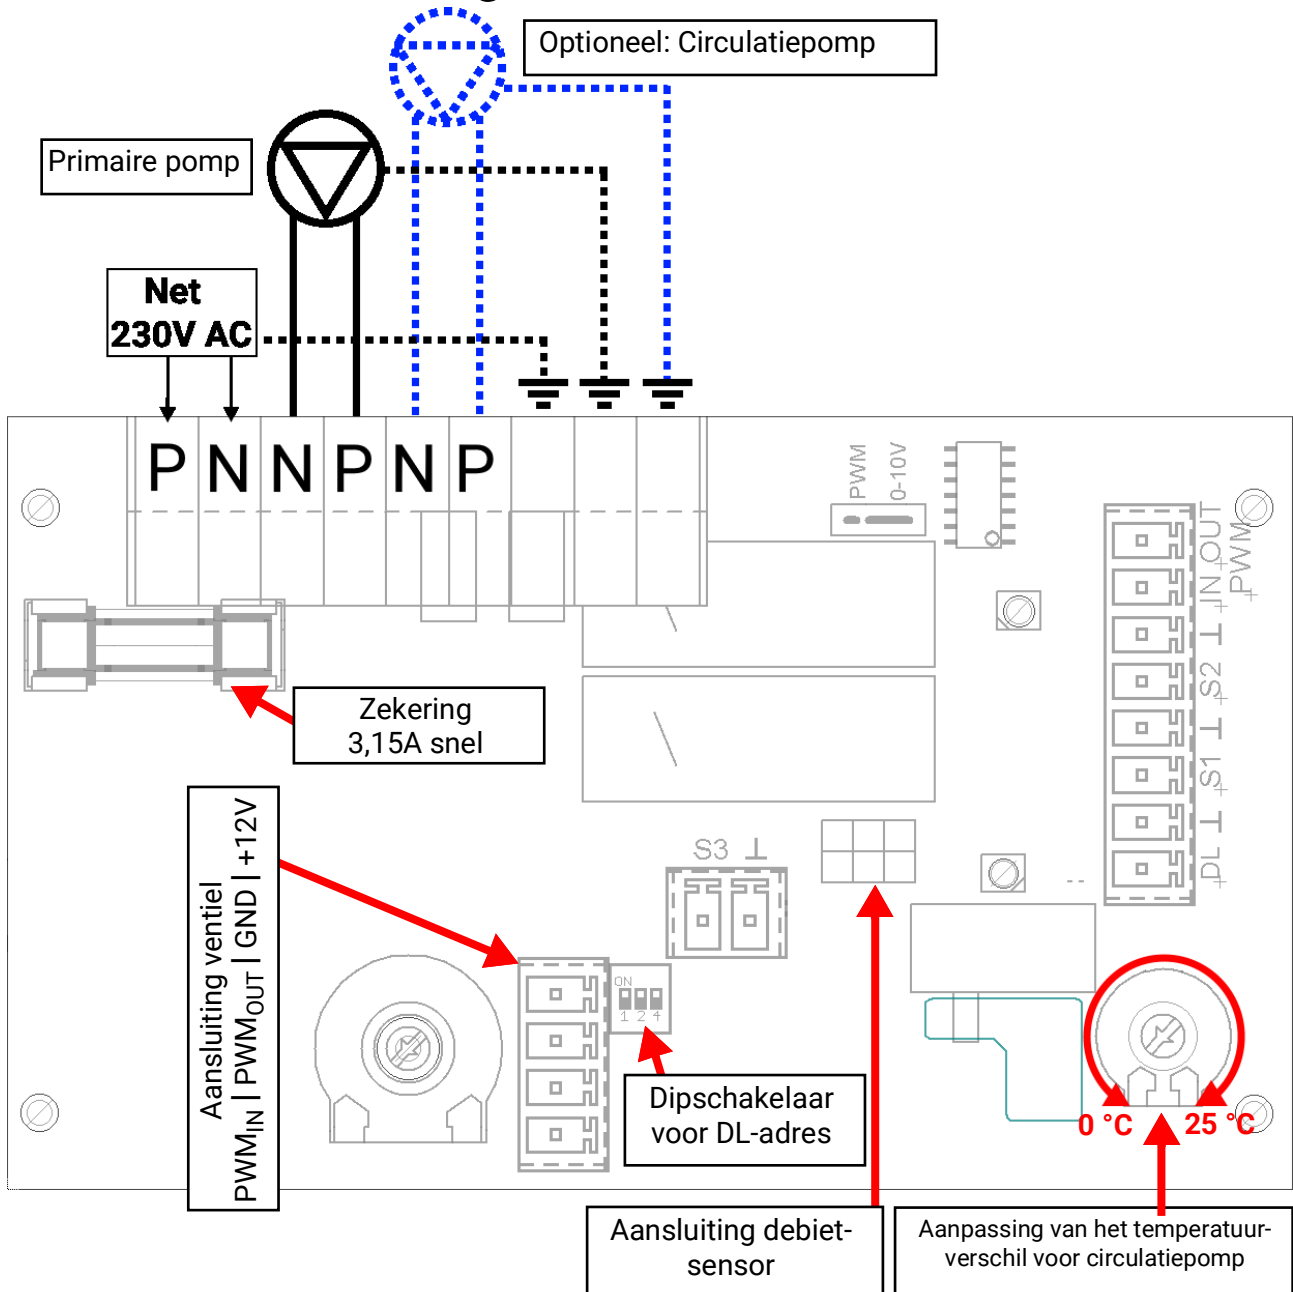 Optioneel: Circulatiepomp
Primaire pomp
Net
230V AC
P N N P N P
PWM
0-10V
OUT
IN
PWM
S2
S1
DL
Zekering
3,15A snel
Aansluiting ventiel
PWMIN | PWMOUT | GND | +12V
S3
ON
1 2 4
Dipschakelaar
voor DL-adres
0 °C
25 °C
Aansluiting debiet-
sensor
Aanpassing van het temperatuur-
verschil voor circulatiepomp